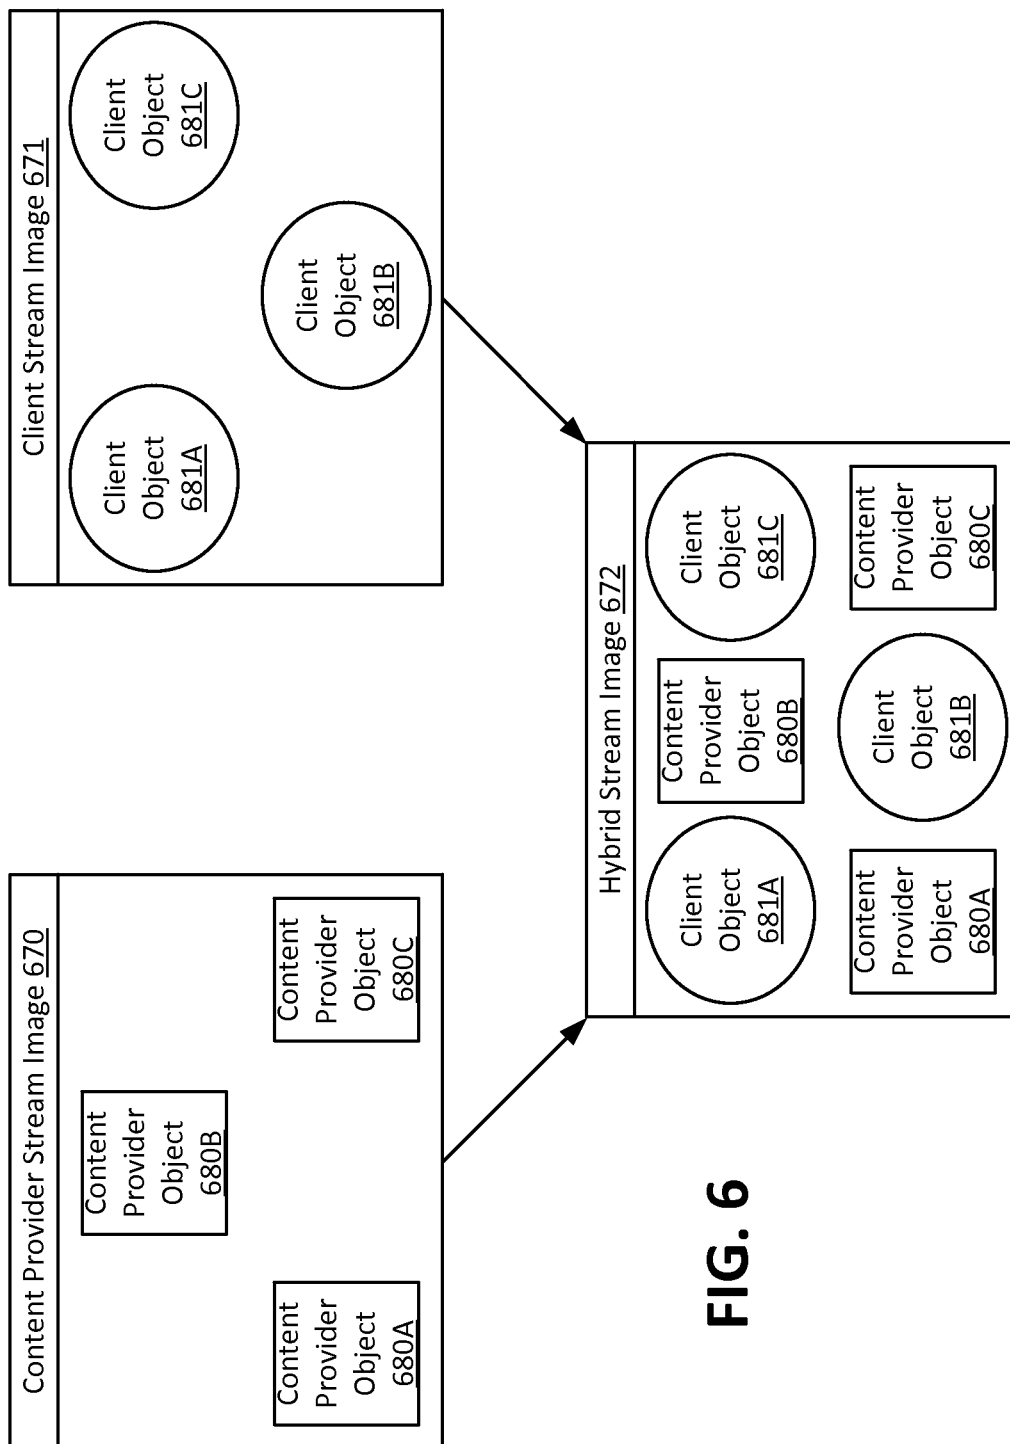 Content Provider Stream Image 670
Content
Provider
Object
680A
Content
Provider
Object
680B
Content
Provider
Object
680C
Client Stream Image 671
Client
Object
681A
Client
Object
681B
Client
Object
681C
Hybrid Stream Image 672
Client
Object
681A
Content
Provider
Object
680B
Client
Object
681C
Content
Provider
Object
680A
Client
Object
681B
Content
Provider
Object
680C
FIG. 6